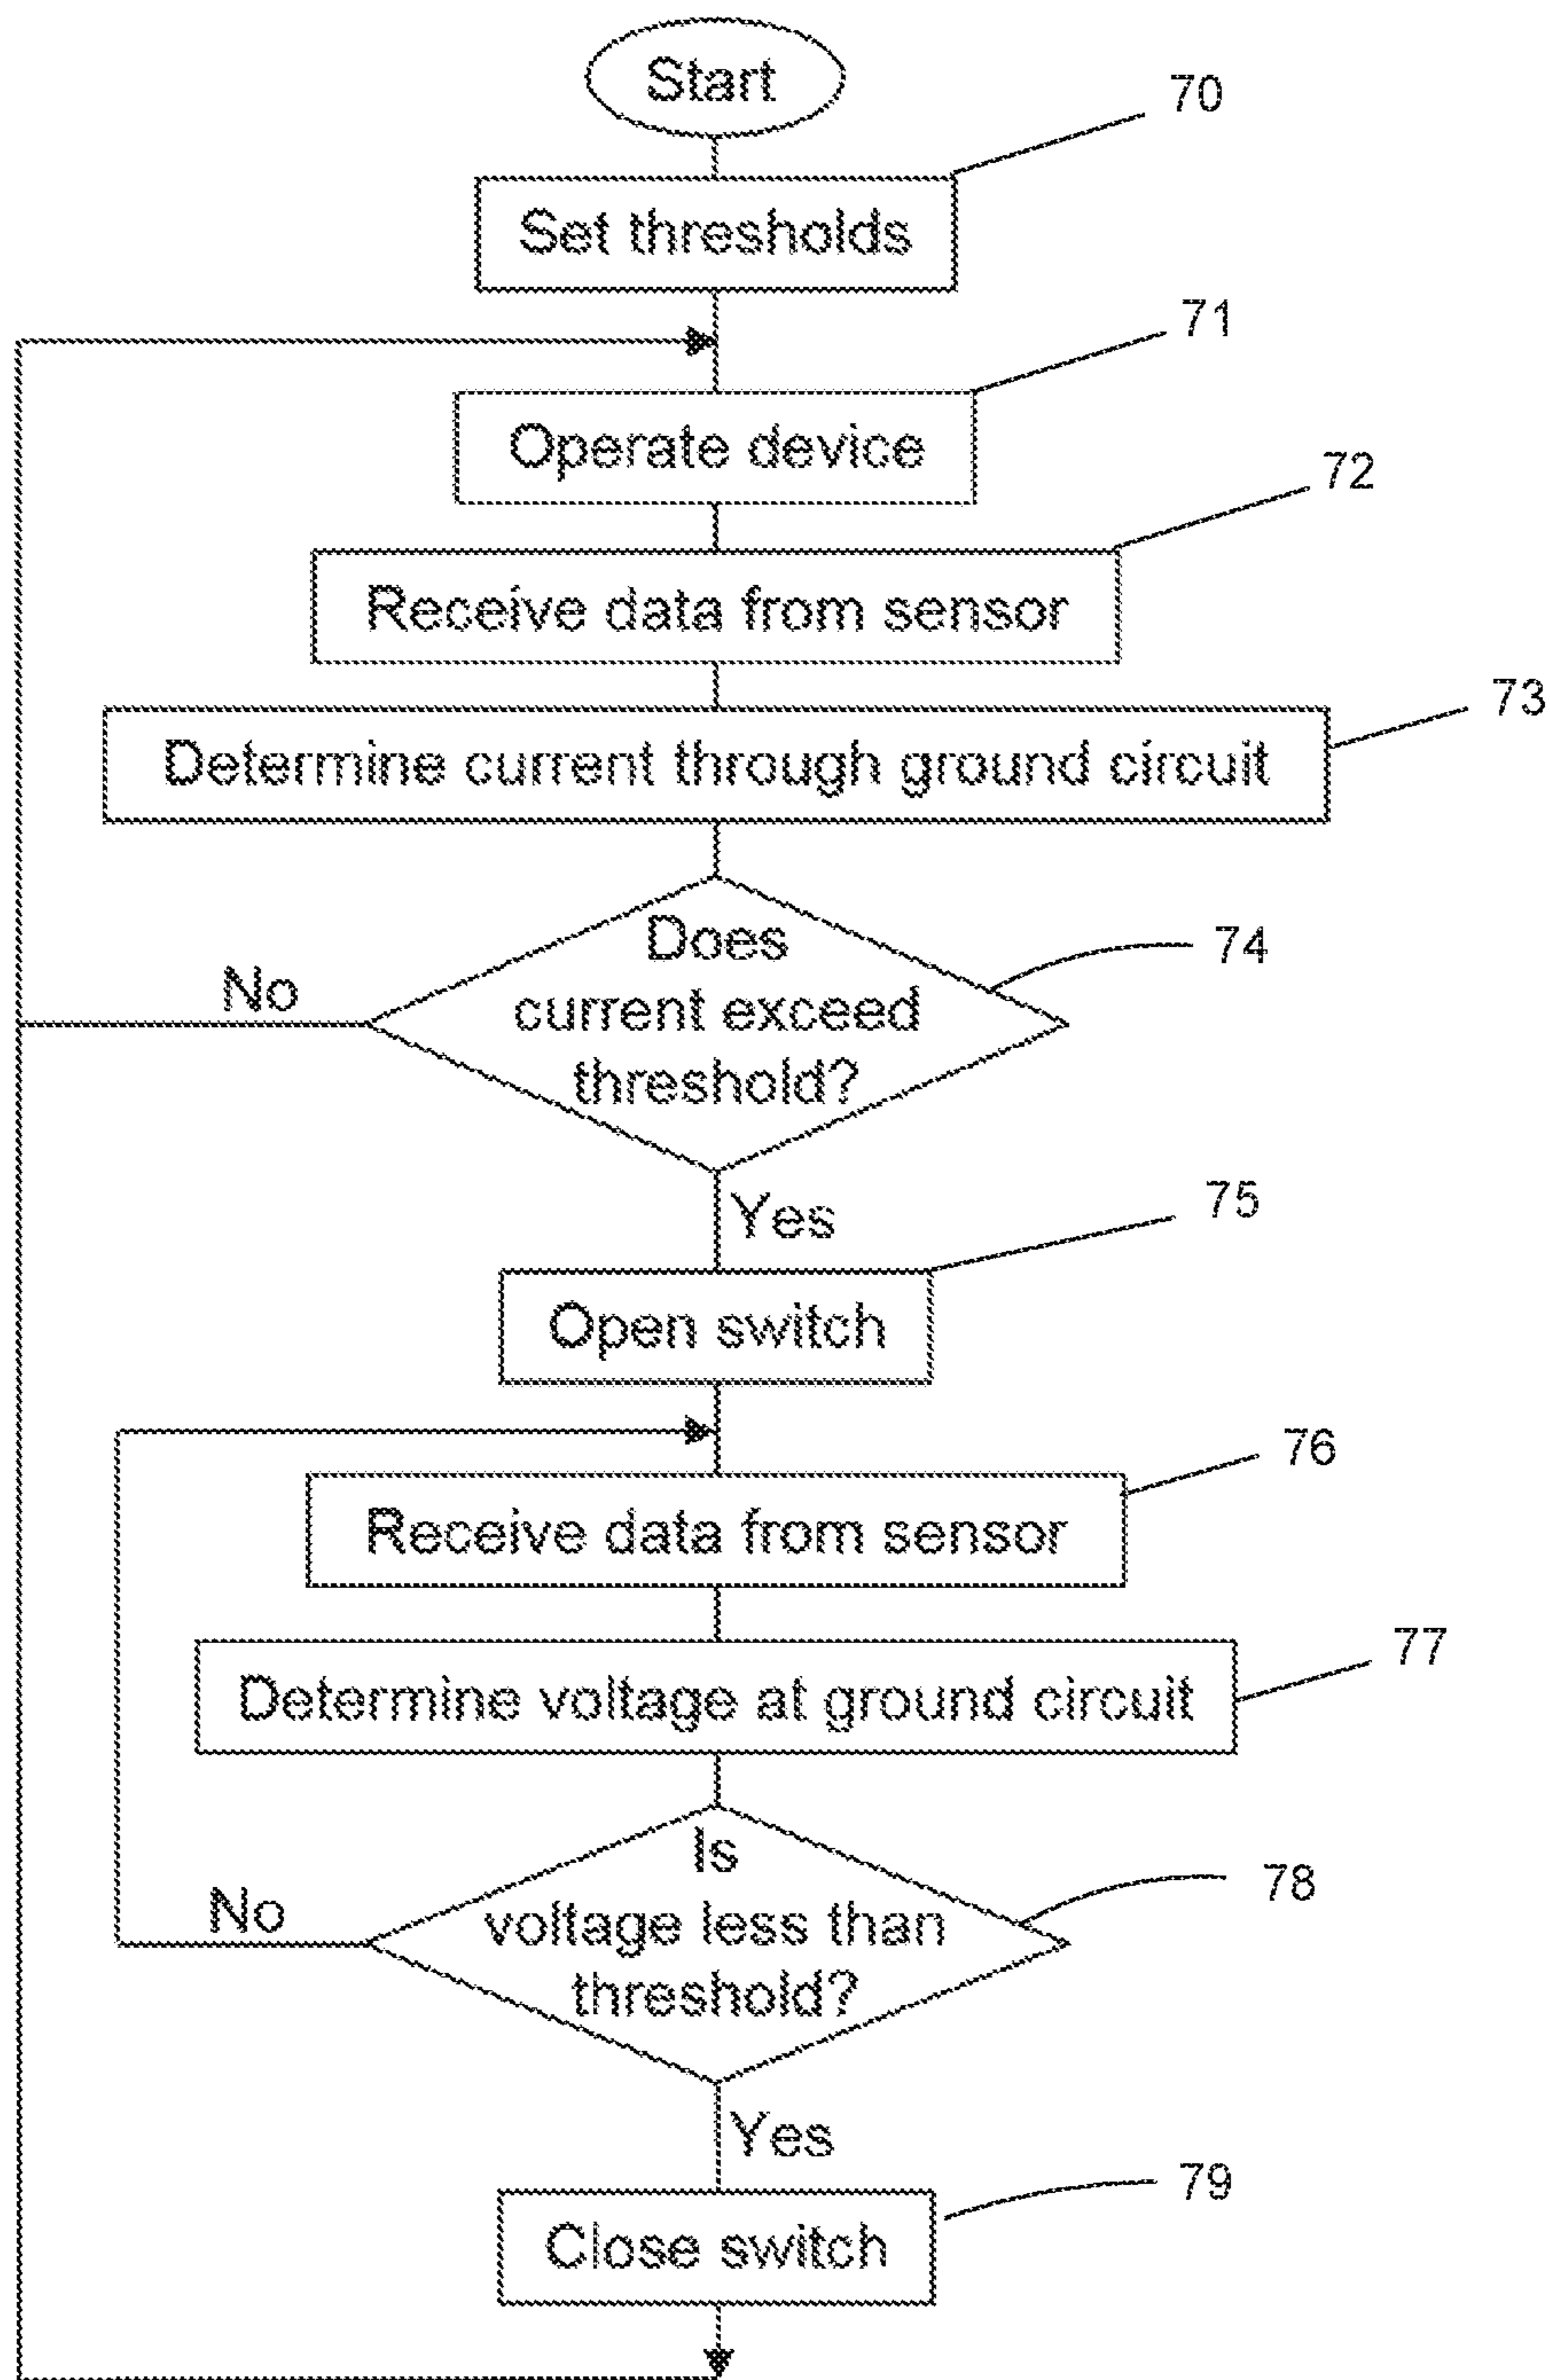 Start
70
Set thresholds
71
Operate device
72
Receive data from sensor
73
Determine current through ground circuit
74
Does
current exceed
threshold?
No
Yes
75
Open switch
76
Receive data from sensor
77
Determine voltage at ground circuit
78
Is
voltage less than
threshold?
No
Yes
79
Close switch